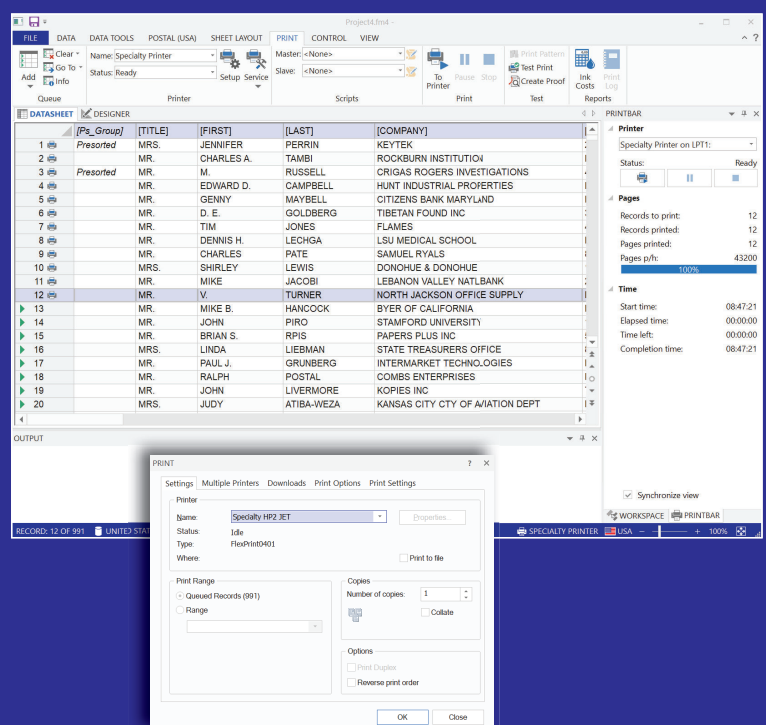 Project4.fm4 –
FILE DATA DATA TOOLS POSTAL (USA) SHEET LAYOUT PRINT CONTROL VIEW
Add
Clear
Go To
Info
Queue
Name: Specialty Printer
Status: Ready
Setup Service
Printer
Master: <None>
Slave: <None>
Scripts
To Printer Pause Stop
Print
Print Pattern
Test Print
Create Proof
Test
Ink Costs Print Log
Reports
DATASHEET DESIGNER
[Ps_Group] [TITLE] [FIRST] [LAST] [COMPANY]
1 Presorted MRS. JENNIFER PERRIN KEYTEK
2 MR. CHARLES A. TAMBI ROCKBURN INSTITUTION
3 Presorted MR. M. RUSSELL CRIGAS ROGERS INVESTIGATIONS
4 MR. EDWARD D. CAMPBELL HUNT INDUSTRIAL PROPERTIES
5 MR. GENNY MAYBELL CITIZENS BANK MARYLAND
6 MR. D. E. GOLDBERG TIBETAN FOUND INC
7 MR. TIM JONES FLAMES
8 MR. DENNIS H. LECHGA LSU MEDICAL SCHOOL
9 MR. CHARLES PATE SAMUEL RYALS
10 MRS. SHIRLEY LEWIS DONOHUE & DONOHUE
11 MR. MIKE JACOBI LEBANON VALLEY NATLBANK
12 MR. V. TURNER NORTH JACKSON OFFICE SUPPLY
13 MR. MIKE B. HANCOCK BYER OF CALIFORNIA
14 MR. JOHN PIRO STAMFORD UNIVERSITY
15 MR. BRIAN S. RPIS PAPERS PLUS INC
16 MRS. LINDA LIEBMAN STATE TREASURERS OFFICE
17 MR. PAUL J. GRUNBERG INTERMARKET TECHNOLOGIES
18 MR. RALPH POSTAL COMBS ENTERPRISES
19 MR. JOHN LIVERMORE KOPIES INC
20 MRS. JUDY ATIBA-WEZA KANSAS CITY CTY OF AVIATION DEPT
PRINTBAR
Printer
Specialty Printer on LPT1:
Status: Ready
Pages
Records to print: 12
Records printed: 12
Pages printed: 12
Pages p/h: 43200
100%
Time
Start time: 08:47:21
Elapsed time: 00:00:00
Time left: 00:00:00
Completion time: 08:47:21
Synchronize view
WORKSPACE PRINTBAR
OUTPUT
RECORD: 12 OF 991 UNITED STAT
SPECIALTY PRINTER USA 100%
PRINT
Settings Multiple Printers Downloads Print Options Print Settings
Printer
Name: Specialty HP2 JET Properties...
Status: Idle
Type: FlexPrint0401
Where: Print to file
Print Range
Queued Records (991)
Range
Copies
Number of copies: 1
Collate
Options
Print Duplex
Reverse print order
OK Close